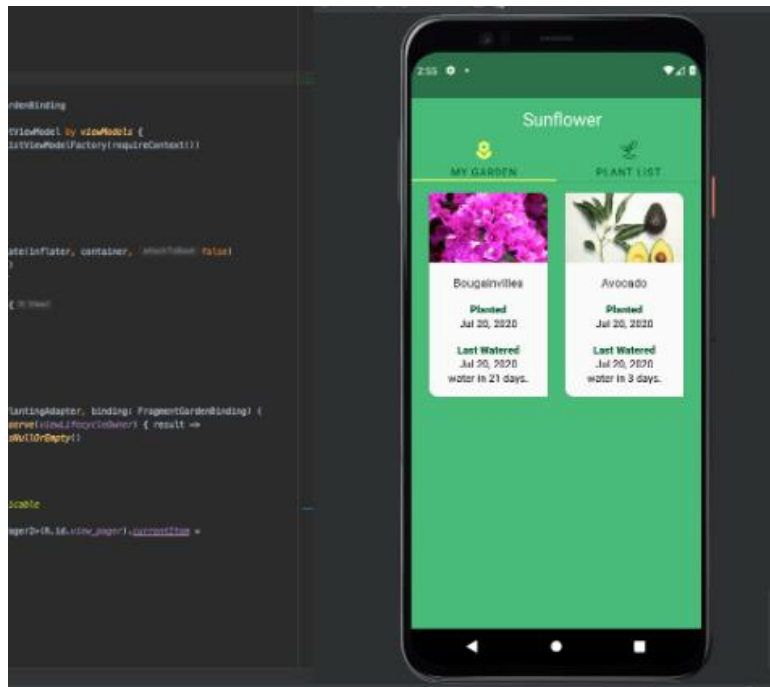 rdenBinding
tViewModel by viewModels {
istViewModelFactory(requireContext())
ate(inflater, container, false)
)
{
lantingAdapter, binding: FragmentGardenBinding) {
serve(viewLifecycleOwner) { result ->
sNullOrEmpty()
icable
ager2>(R.id.view_pager).currentItem =
2:55
Sunflower
MY GARDEN
PLANT LIST
Bougainvillea
Planted
Jul 20, 2020
Last Watered
Jul 20, 2020
water in 21 days.
Avocado
Planted
Jul 20, 2020
Last Watered
Jul 20, 2020
water in 3 days.